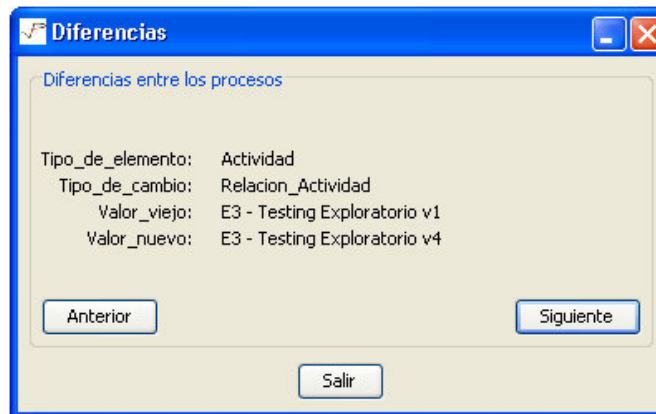 Diferencias
Diferencias entre los procesos
Tipo_de_elemento: Actividad
Tipo_de_cambio: Relacion_Actividad
Valor_viejo: E3 - Testing Exploratorio v1
Valor_nuevo: E3 - Testing Exploratorio v4
Anterior Siguiente
Salir